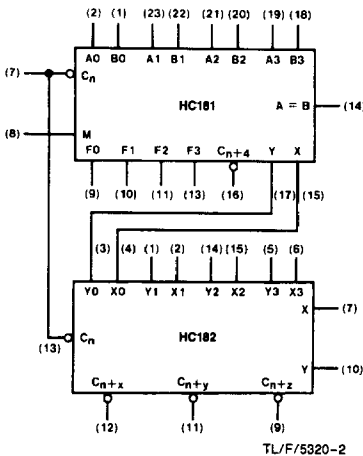 (2) (1) (23) (22) (21) (20) (19) (18)
A0 B0 A1 B1 A2 B2 A3 B3
(7) Cn
HC181
A = B (14)
(8) M
F0 F1 F2 F3 Cn+4 Y X
(9) (10) (11) (13) (16) (17) (15)
(3) (4) (1) (2) (14) (15) (5) (6)
Y0 X0 Y1 X1 Y2 X2 Y3 X3
X (7)
Cn
HC182
(13)
Y (10)
Cn+x Cn+y Cn+z
(12) (11) (9)
TL/F/5320-2